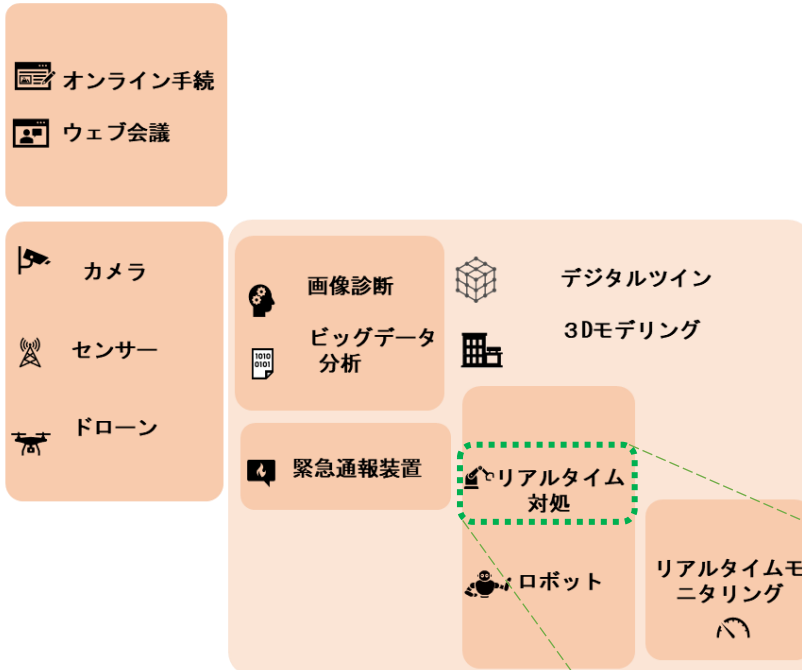 オンライン手続
ウェブ会議
カメラ
センサー
ドローン
画像診断
ビッグデータ
分析
1010
0101
デジタルツイン
3Dモデリング
緊急通報装置
リアルタイム
対処
ロボット
リアルタイムモ
ニタリング